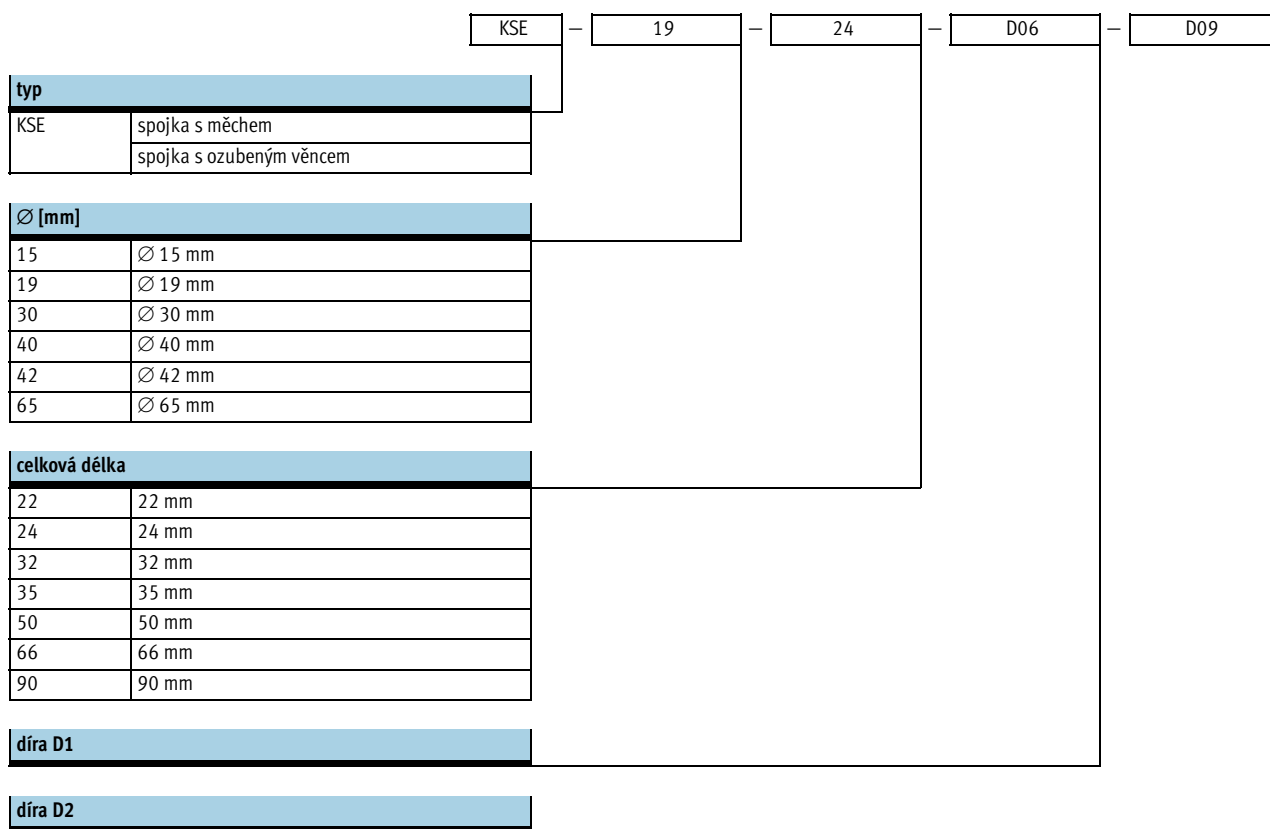 KSE – 19 – 24 – D06 – D09
typ
KSE spojka s měchem
spojka s ozubeným věncem
∅ [mm]
15 ∅ 15 mm
19 ∅ 19 mm
30 ∅ 30 mm
40 ∅ 40 mm
42 ∅ 42 mm
65 ∅ 65 mm
celková délka
22 22 mm
24 24 mm
32 32 mm
35 35 mm
50 50 mm
66 66 mm
90 90 mm
díra D1
díra D2